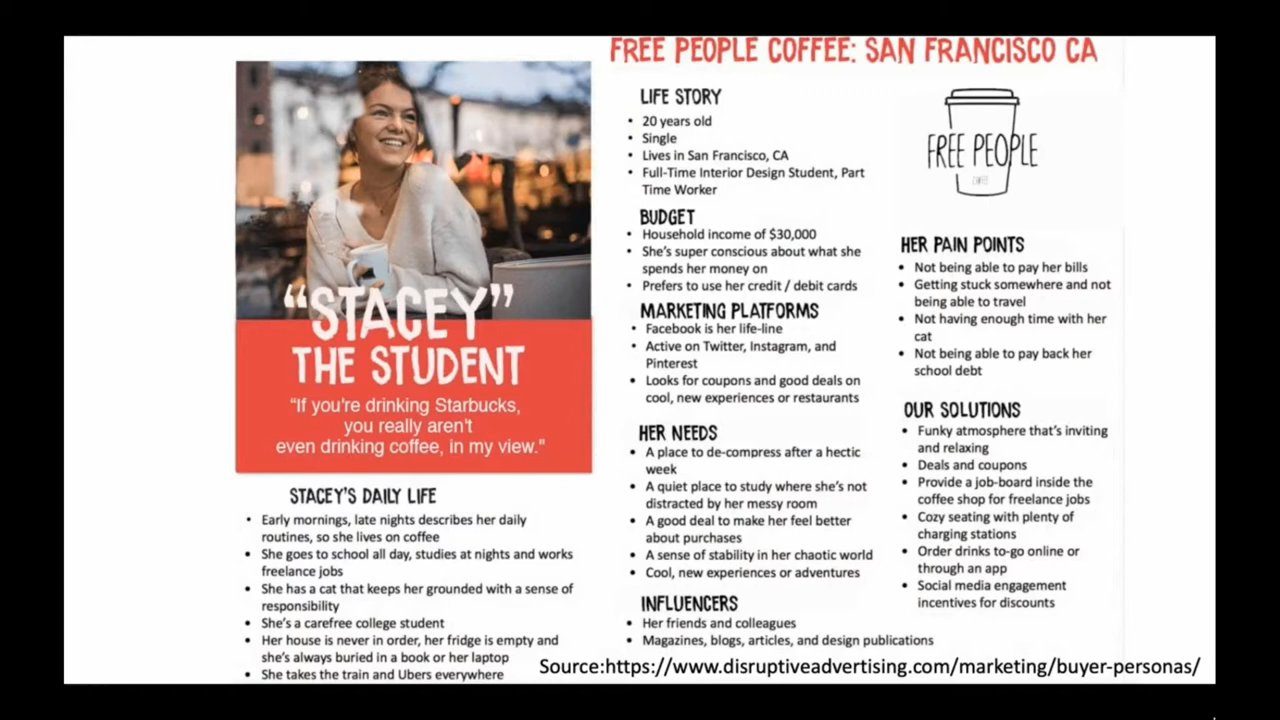 FREE PEOPLE COFFEE: SAN FRANCISCO CA
"STACEY"
THE STUDENT
"If you're drinking Starbucks,
you really aren't
even drinking coffee, in my view."
STACEY'S DAILY LIFE
• Early mornings, late nights describes her daily
routines, so she lives on coffee
• She goes to school all day, studies at nights and works
freelance jobs
• She has a cat that keeps her grounded with a sense of
responsibility
• She's a carefree college student
• Her house is never in order, her fridge is empty and
she's always buried in a book or her laptop
• She takes the train and Ubers everywhere
LIFE STORY
• 20 years old
• Single
• Lives in San Francisco, CA
• Full-Time Interior Design Student, Part
Time Worker
BUDGET
• Household income of $30,000
• She's super conscious about what she
spends her money on
• Prefers to use her credit / debit cards
MARKETING PLATFORMS
• Facebook is her life-line
• Active on Twitter, Instagram, and
Pinterest
• Looks for coupons and good deals on
cool, new experiences or restaurants
HER NEEDS
• A place to de-compress after a hectic
week
• A quiet place to study where she's not
distracted by her messy room
• A good deal to make her feel better
about purchases
• A sense of stability in her chaotic world
• Cool, new experiences or adventures
INFLUENCERS
• Her friends and colleagues
• Magazines, blogs, articles, and design publications
FREE PEOPLE
COFFEE
HER PAIN POINTS
• Not being able to pay her bills
• Getting stuck somewhere and not
being able to travel
• Not having enough time with her
cat
• Not being able to pay back her
school debt
OUR SOLUTIONS
• Funky atmosphere that's inviting
and relaxing
• Deals and coupons
• Provide a job-board inside the
coffee shop for freelance jobs
• Cozy seating with plenty of
charging stations
• Order drinks to-go online or
through an app
• Social media engagement
incentives for discounts
Source:https://www.disruptiveadvertising.com/marketing/buyer-personas/